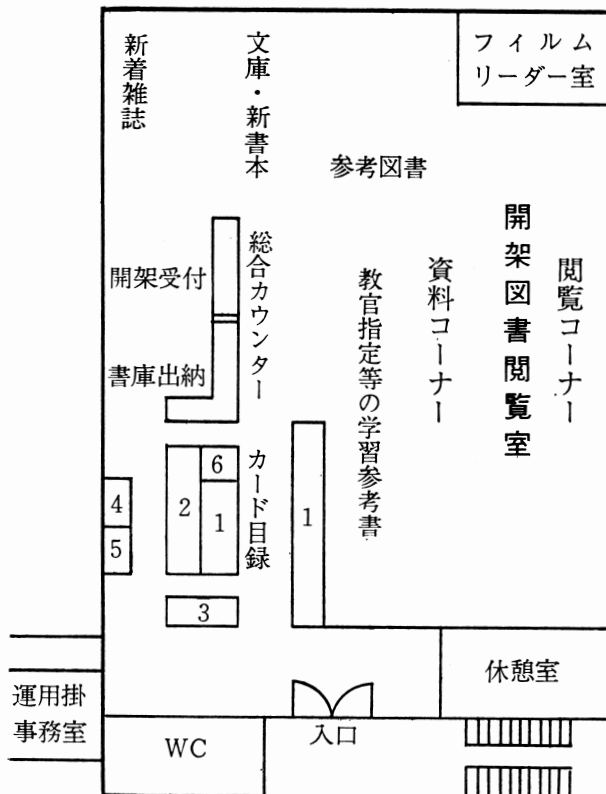 フィルム
リーダー室
新着雑誌
文庫・新書本
参考図書
開架図書閲覧室
閲覧コーナー
資料コーナー
教官指定等の学習参考書
総合カウンター
開架受付
書庫出納
カード目録
6
2
1
1
4
5
3
休憩室
運用掛
事務室
WC
入口